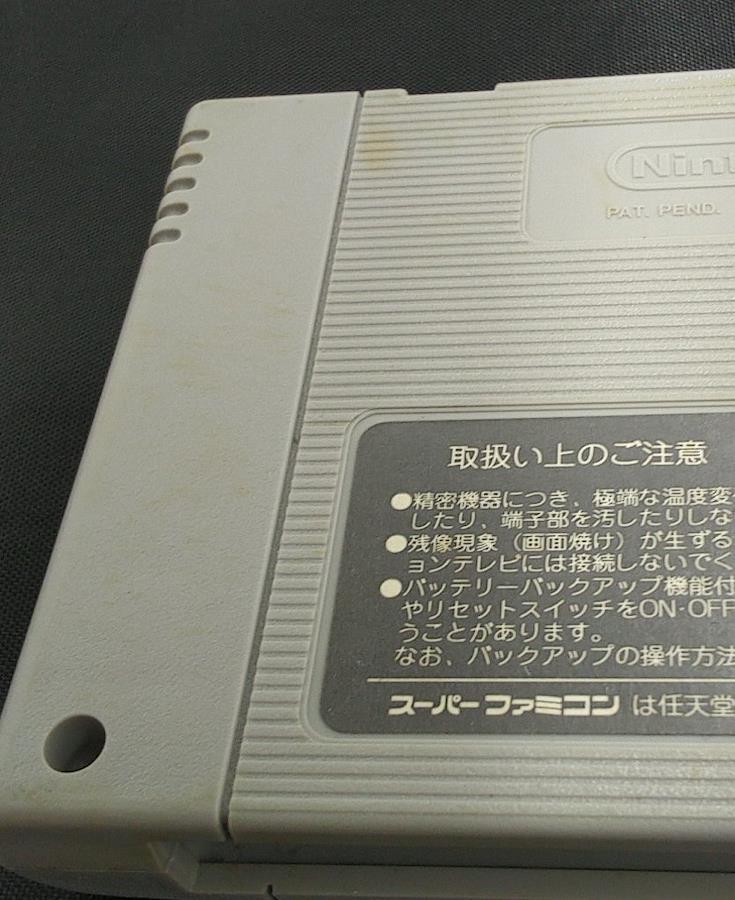 Nint
PAT. PEND.
取扱い上のご注意
●精密機器につき、極端な温度変
したり、端子部を汚したりしな
●残像現象(画面焼け)が生ずる
ョンテレビには接続しないでく
●バッテリーバックアップ機能付
やリセットスイッチをON・OFF
うことがあります。
なお、バックアップの操作方法
スーパーファミコン は任天堂